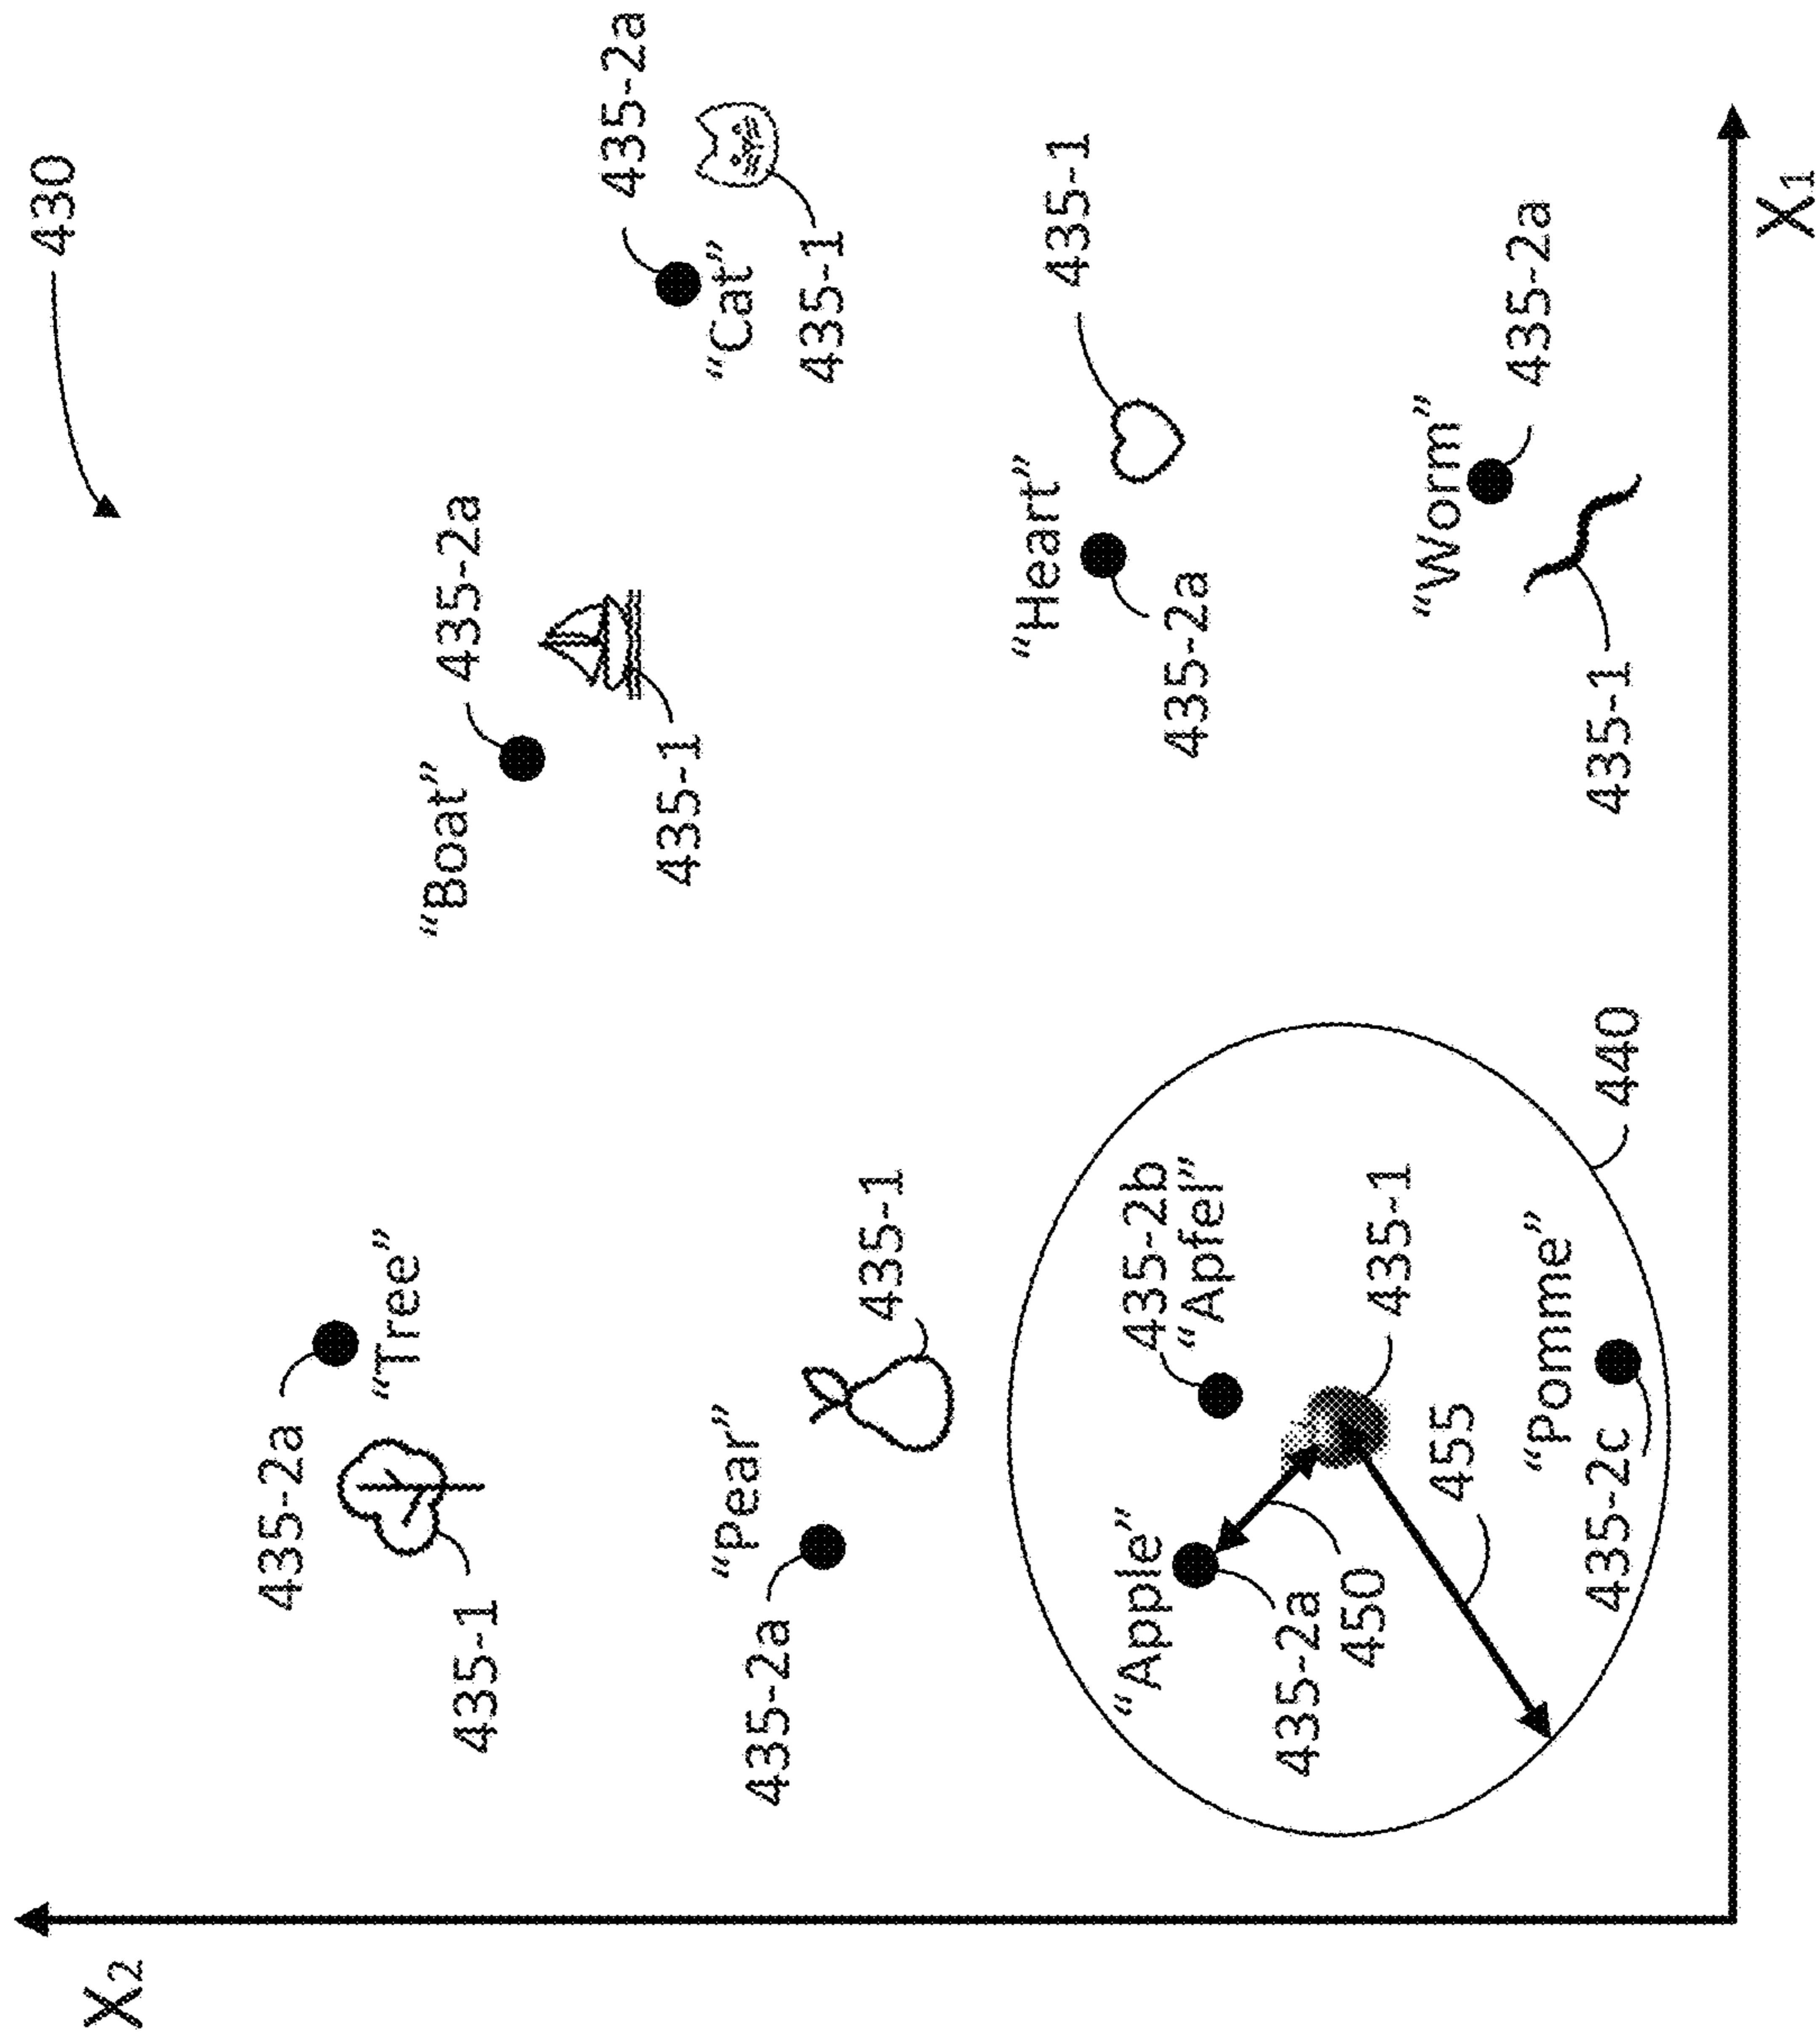 430
X₂
435-2a
“Tree”
435-1
“Boat”
435-2a
435-1
435-2a
“Cat”
435-1
“Pear”
435-2a
435-1
“Heart”
435-1
435-2a
“Apple”
435-2b
“Apfel”
435-2a
450
435-1
455
“Worm”
435-2a
435-1
“Pomme”
435-2c
440
X₁